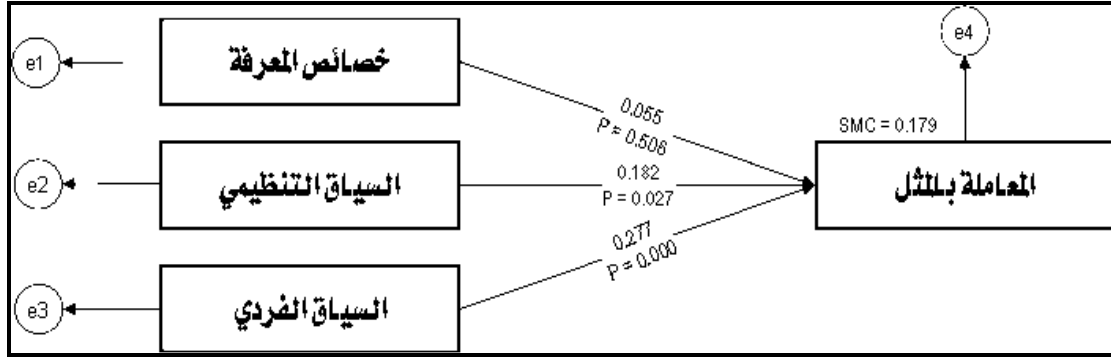 e4
خصائص المعرفة
e1
0.055
P = 0.506
SMC = 0.179
السياق التنظيمي
e2
0.182
P = 0.027
المعاملة بالمثل
0.277
P = 0.000
السياق الفردي
e3